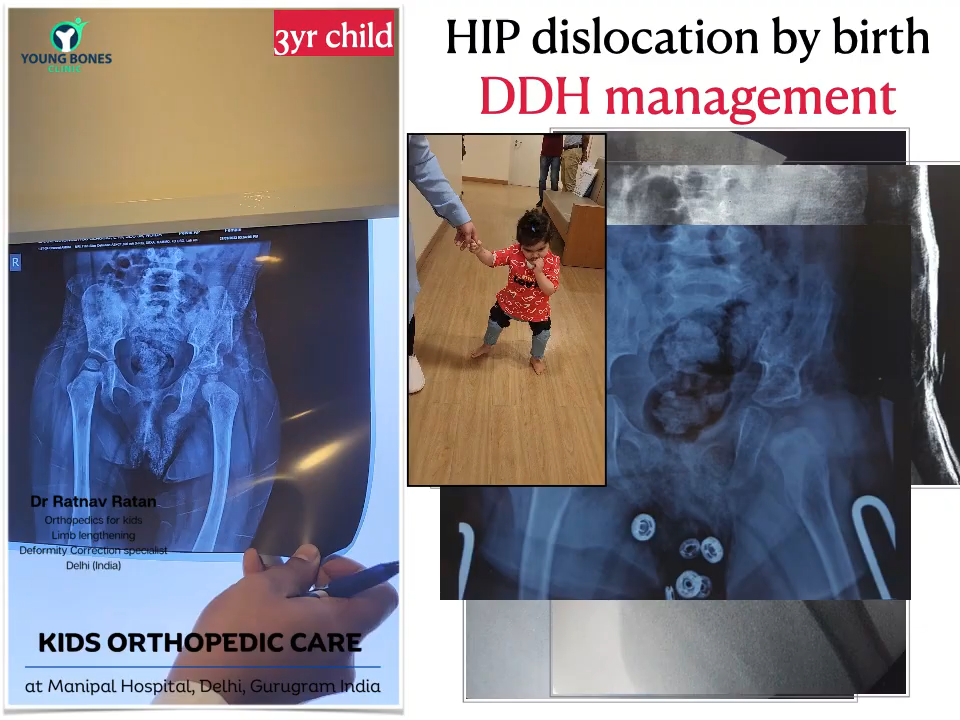 YOUNG BONES
CLINIC
3yr child
HIP dislocation by birth
DDH management
R
Dr Ratnav Ratan
Orthopedics for kids
Limb lengthening
Deformity Correction specialist
Delhi (India)
KIDS ORTHOPEDIC CARE
at Manipal Hospital, Delhi, Gurugram India